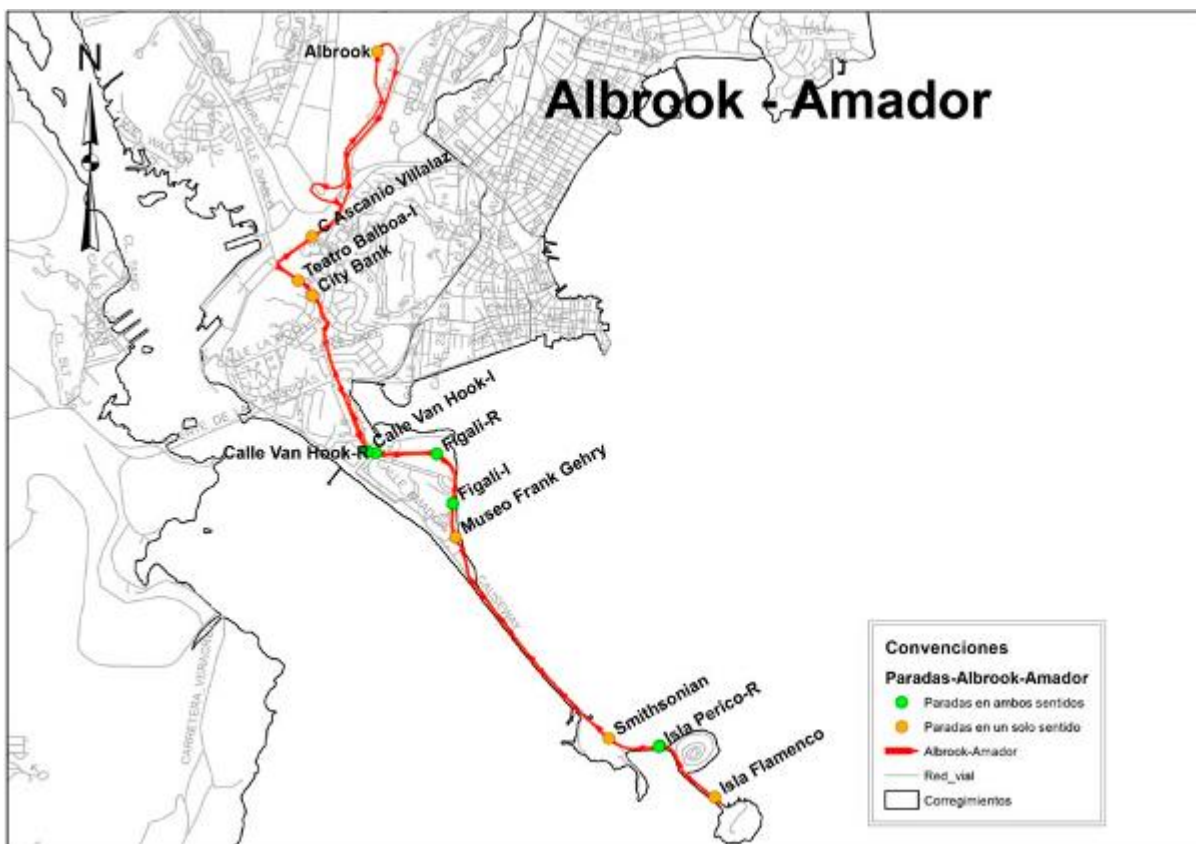 Albrook
N
Albrook - Amador
C Ascanio Villalaz
Teatro Balboa-I
City Bank
Calle Van Hook-I
Calle Van Hook-R
Figali-R
Figali-I
Museo Frank Gehry
CAUSEWAY
CARRETERA_VERACRU
Smithsonian
Isla Perico-R
Isla Flamenco
Convenciones
Paradas-Albrook-Amador
Paradas en ambos sentidos
Paradas en un solo sentido
Albrook-Amador
Red_vial
Corregimientos